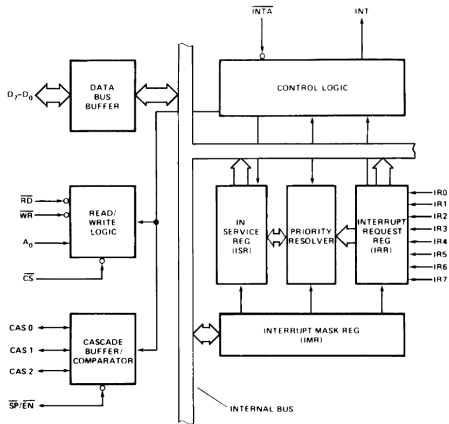 INTA INT
DATA
BUS
BUFFER
D7–D0
CONTROL LOGIC
RD
WR
A0
CS
READ/
WRITE
LOGIC
IN
SERVICE
REG
(ISR)
PRIORITY
RESOLVER
INTERRUPT
REQUEST
REG
(IRR)
IR0
IR1
IR2
IR3
IR4
IR5
IR6
IR7
CAS 0
CAS 1
CAS 2
CASCADE
BUFFER/
COMPARATOR
SP/EN
INTERRUPT MASK REG
(IMR)
INTERNAL BUS